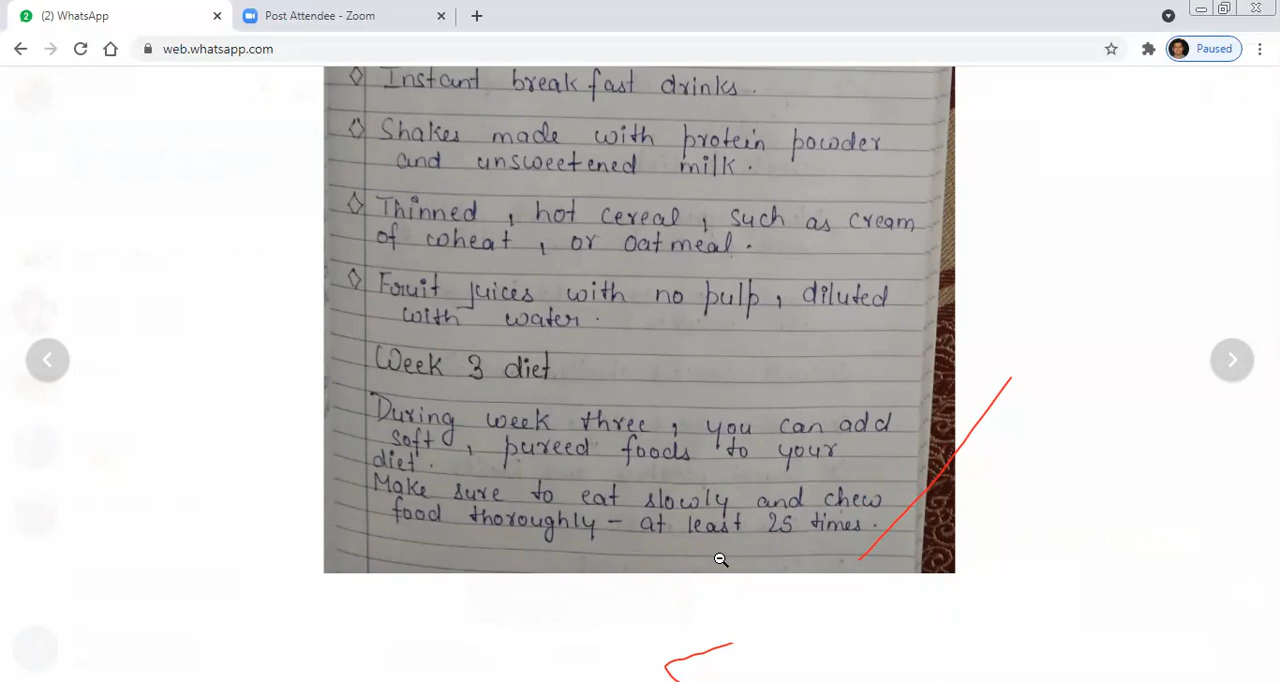 (2) WhatsApp
Post Attendee - Zoom
web.whatsapp.com
Paused
Instant breakfast drinks.
Shakes made with protein powder
and unsweetened milk.
Thinned, hot cereal, such as cream
of coheat, or oatmeal.
Fruit juices with no pulp, diluted
with water.
Week 3 diet
During week three, you can add
soft, pureed foods to your
diet.
Make sure to eat slowly and chew
food thoroughly - at least 25 times.